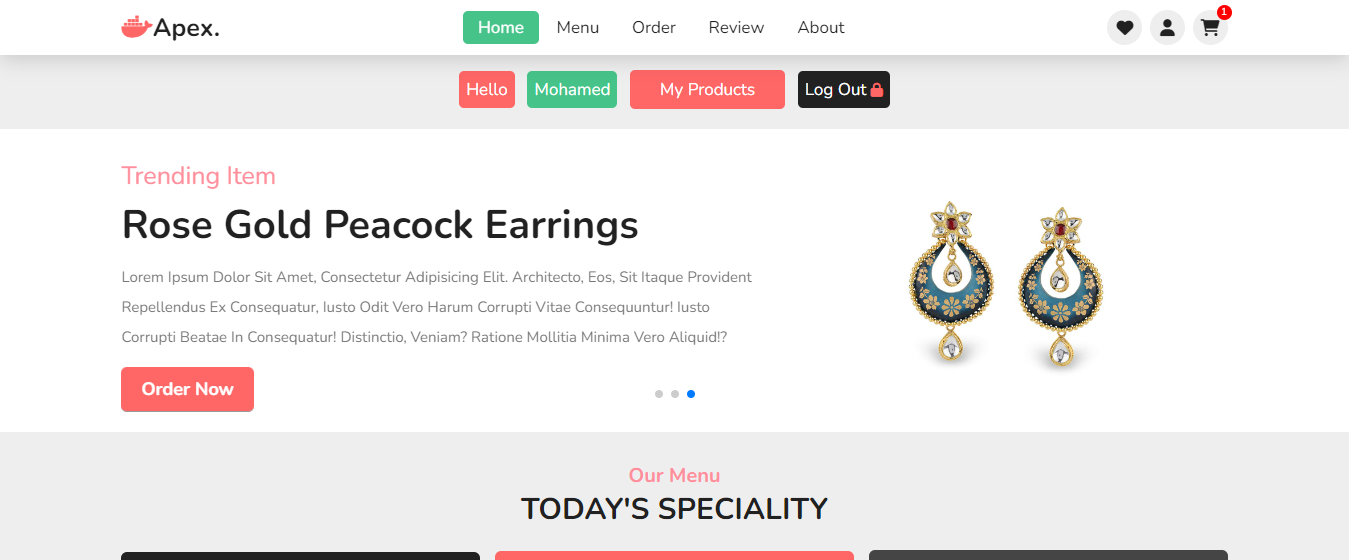 Apex.
Home Menu Order Review About
1
Hello Mohamed My Products Log Out
Trending Item
Rose Gold Peacock Earrings
Lorem Ipsum Dolor Sit Amet, Consectetur Adipisicing Elit. Architecto, Eos, Sit Itaque Provident
Repellendus Ex Consequatur, Iusto Odit Vero Harum Corrupti Vitae Consequuntur! Iusto
Corrupti Beatae In Consequatur! Distinctio, Veniam? Ratione Mollitia Minima Vero Aliquid!?
Order Now
Our Menu
TODAY'S SPECIALITY